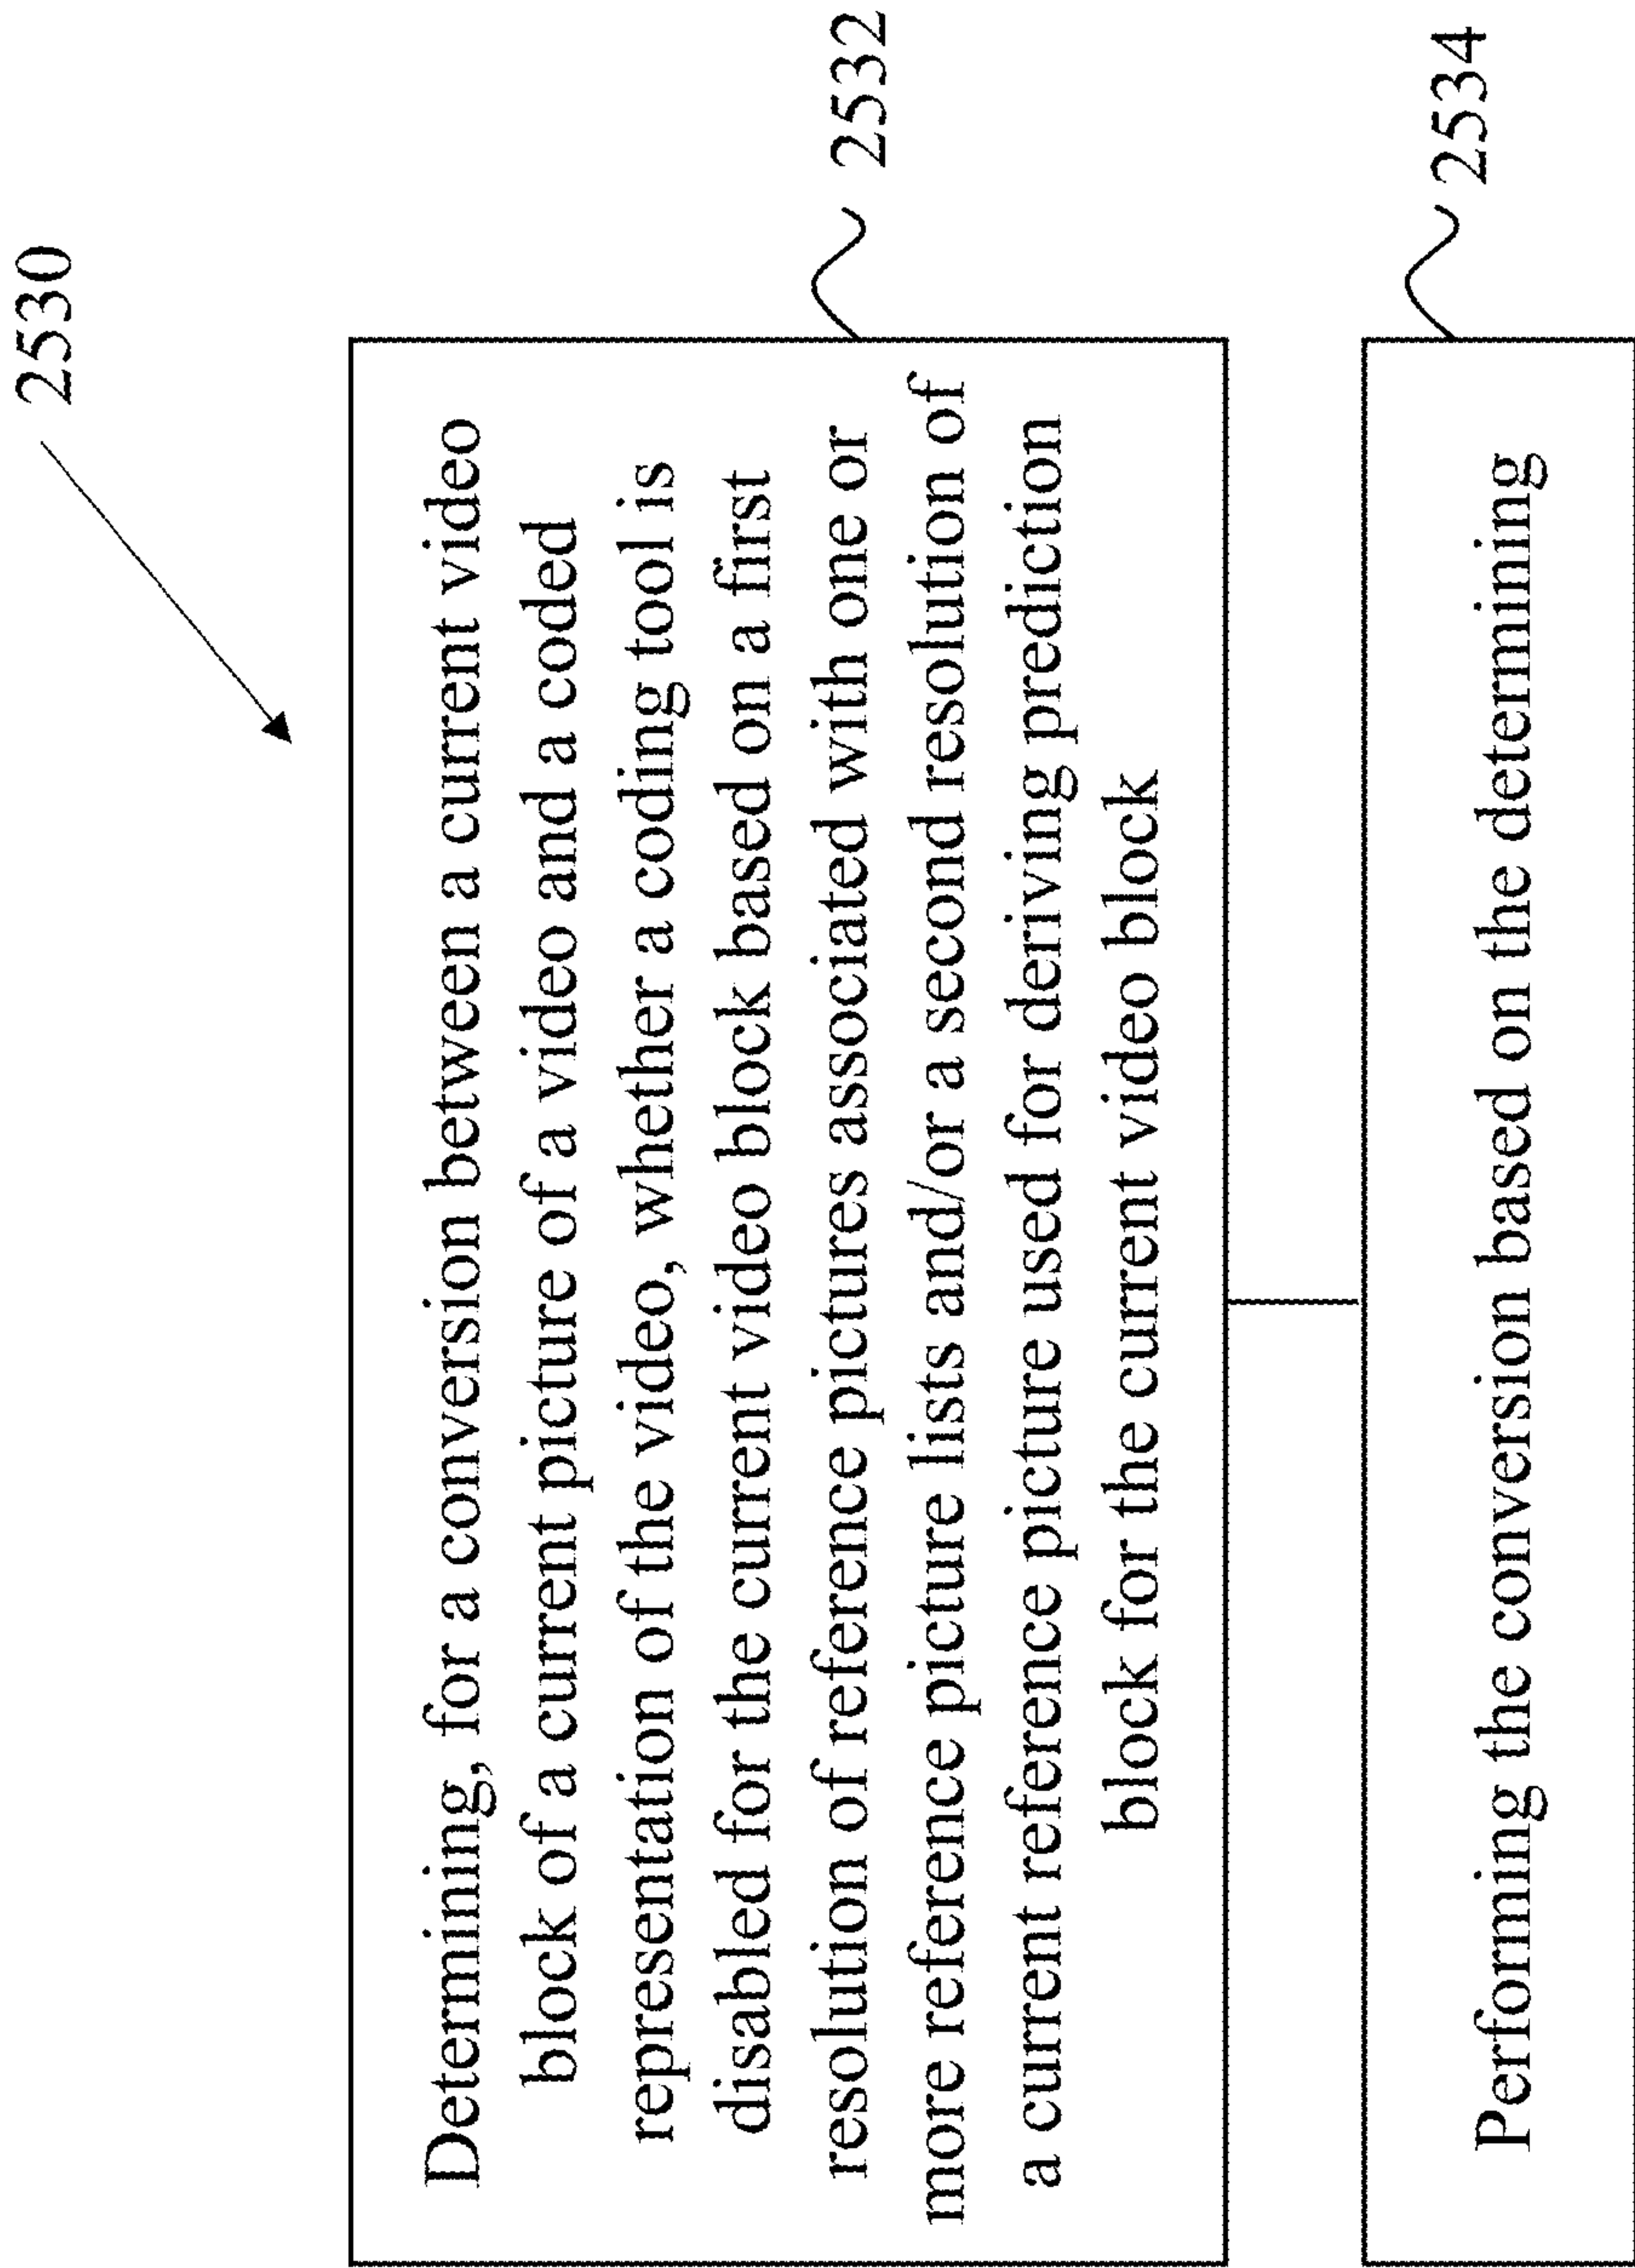 2530
Determining, for a conversion between a current video
block of a current picture of a video and a coded
representation of the video, whether a coding tool is
disabled for the current video block based on a first
resolution of reference pictures associated with one or
more reference picture lists and/or a second resolution of
a current reference picture used for deriving prediction
block for the current video block
2532
Performing the conversion based on the determining
2534